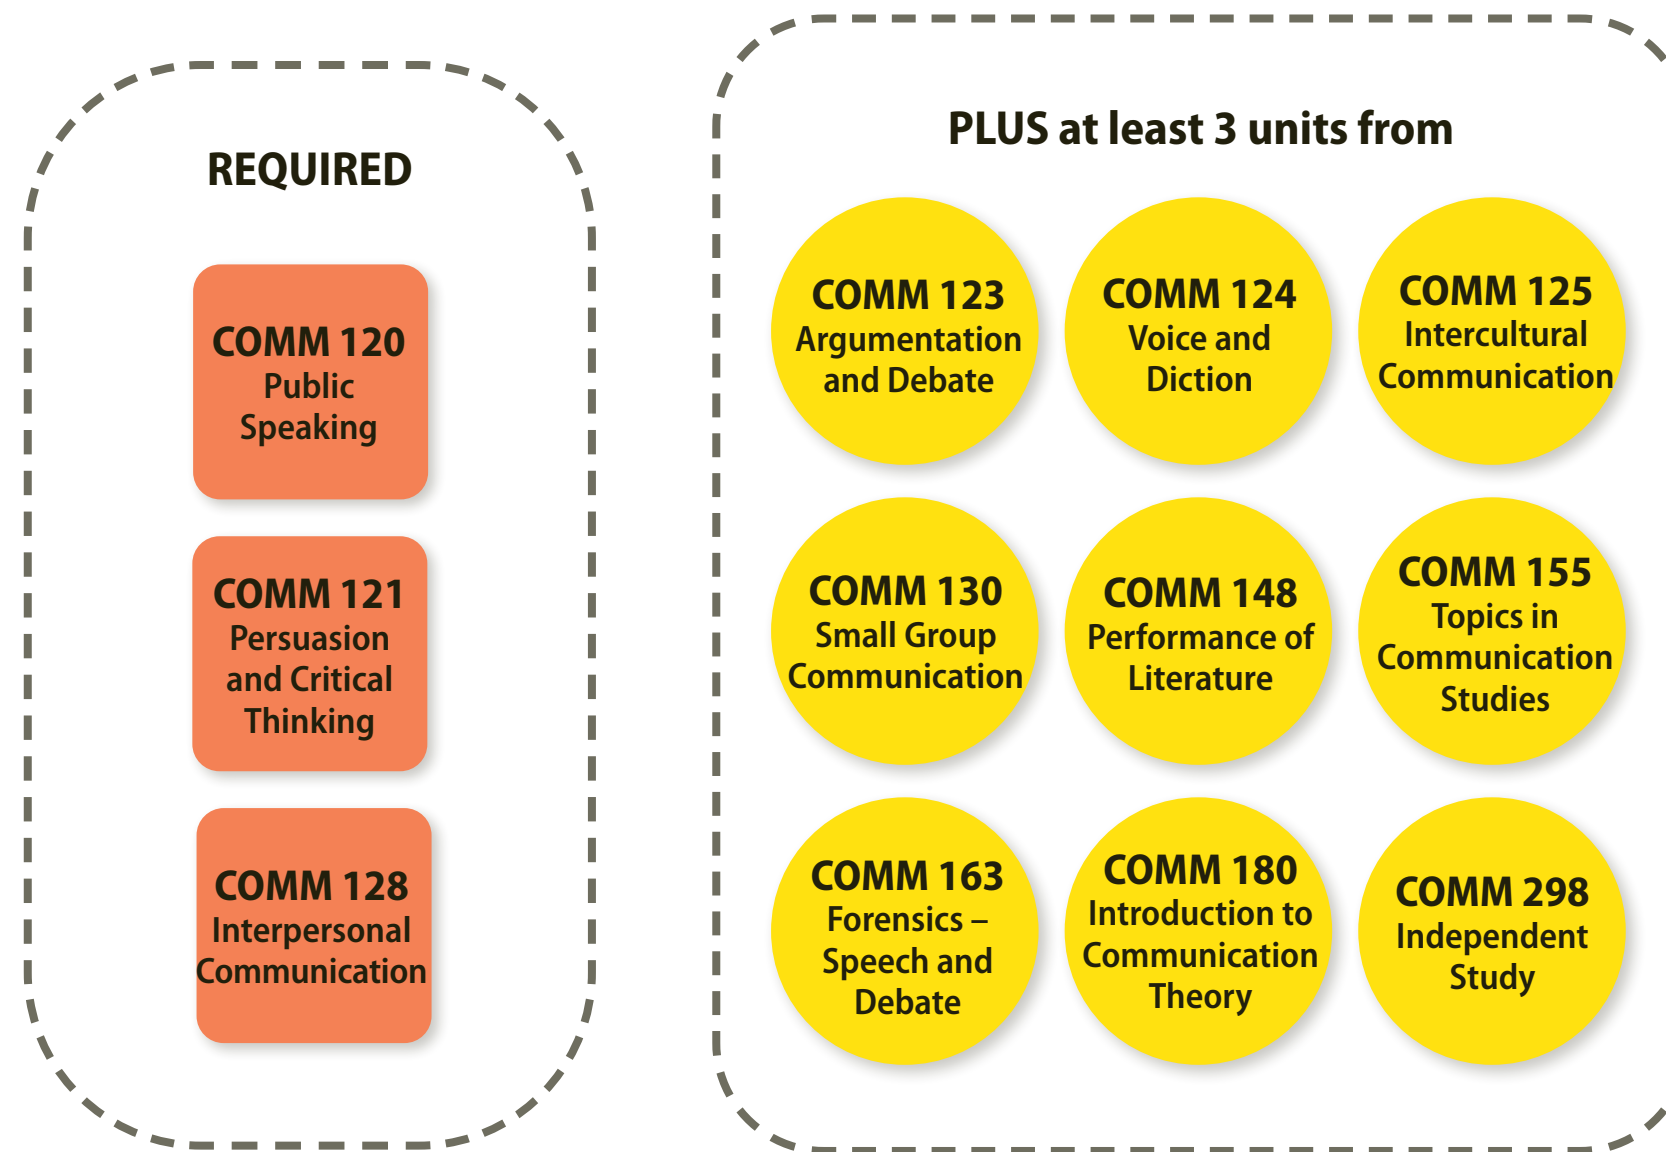 REQUIRED
COMM 120
Public
Speaking
COMM 121
Persuasion
and Critical
Thinking
COMM 128
Interpersonal
Communication
PLUS at least 3 units from
COMM 123
Argumentation
and Debate
COMM 124
Voice and
Diction
COMM 125
Intercultural
Communication
COMM 130
Small Group
Communication
COMM 148
Performance of
Literature
COMM 155
Topics in
Communication
Studies
COMM 163
Forensics –
Speech and
Debate
COMM 180
Introduction to
Communication
Theory
COMM 298
Independent
Study